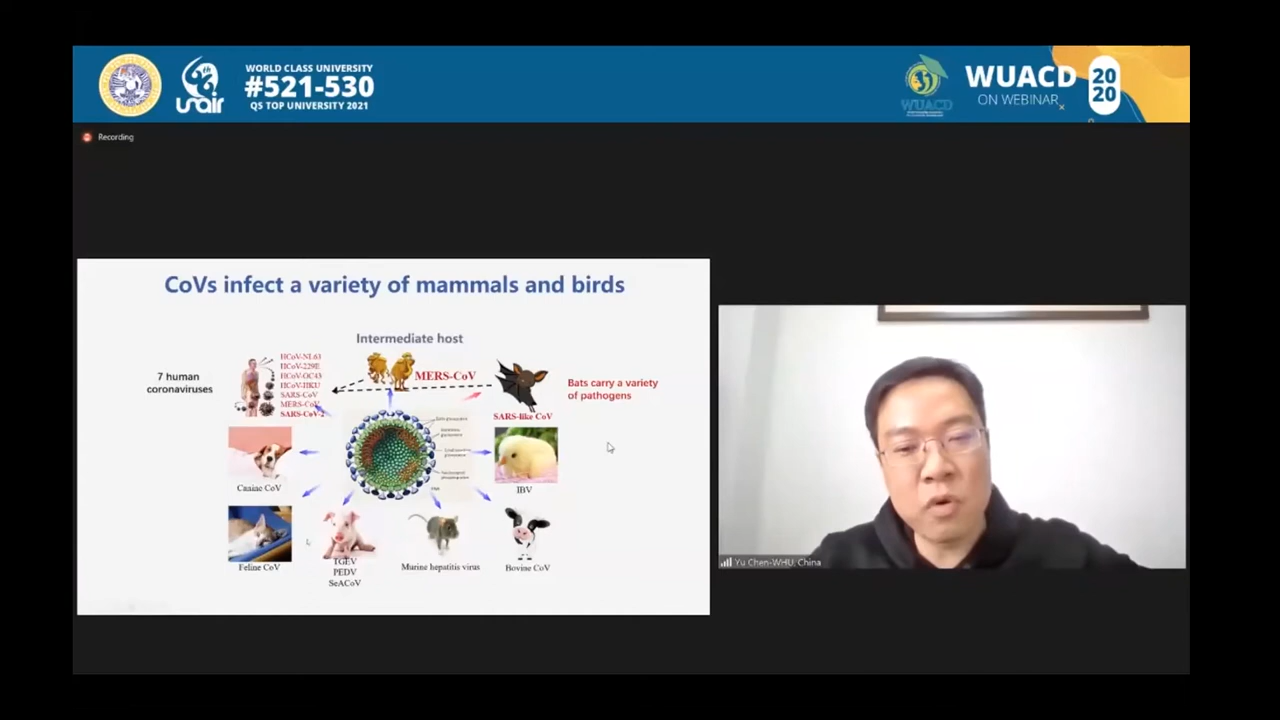 WORLD CLASS UNIVERSITY
#521-530
QS TOP UNIVERSITY 2021
unair
WUACD
WUACD
ON WEBINAR
20
20
Recording
CoVs infect a variety of mammals and birds
Intermediate host
7 human
coronaviruses
HCoV-NL63
HCoV-229E
HCoV-OC43
HCoV-HKU
SARS-CoV
MERS-CoV
SARS-CoV-2
MERS-CoV
Bats carry a variety
of pathogens
SARS-like CoV
Canine CoV
IBV
Feline CoV
TGEV
PEDV
SeACoV
Murine hepatitis virus
Bovine CoV
Yu Chen-WHU, China